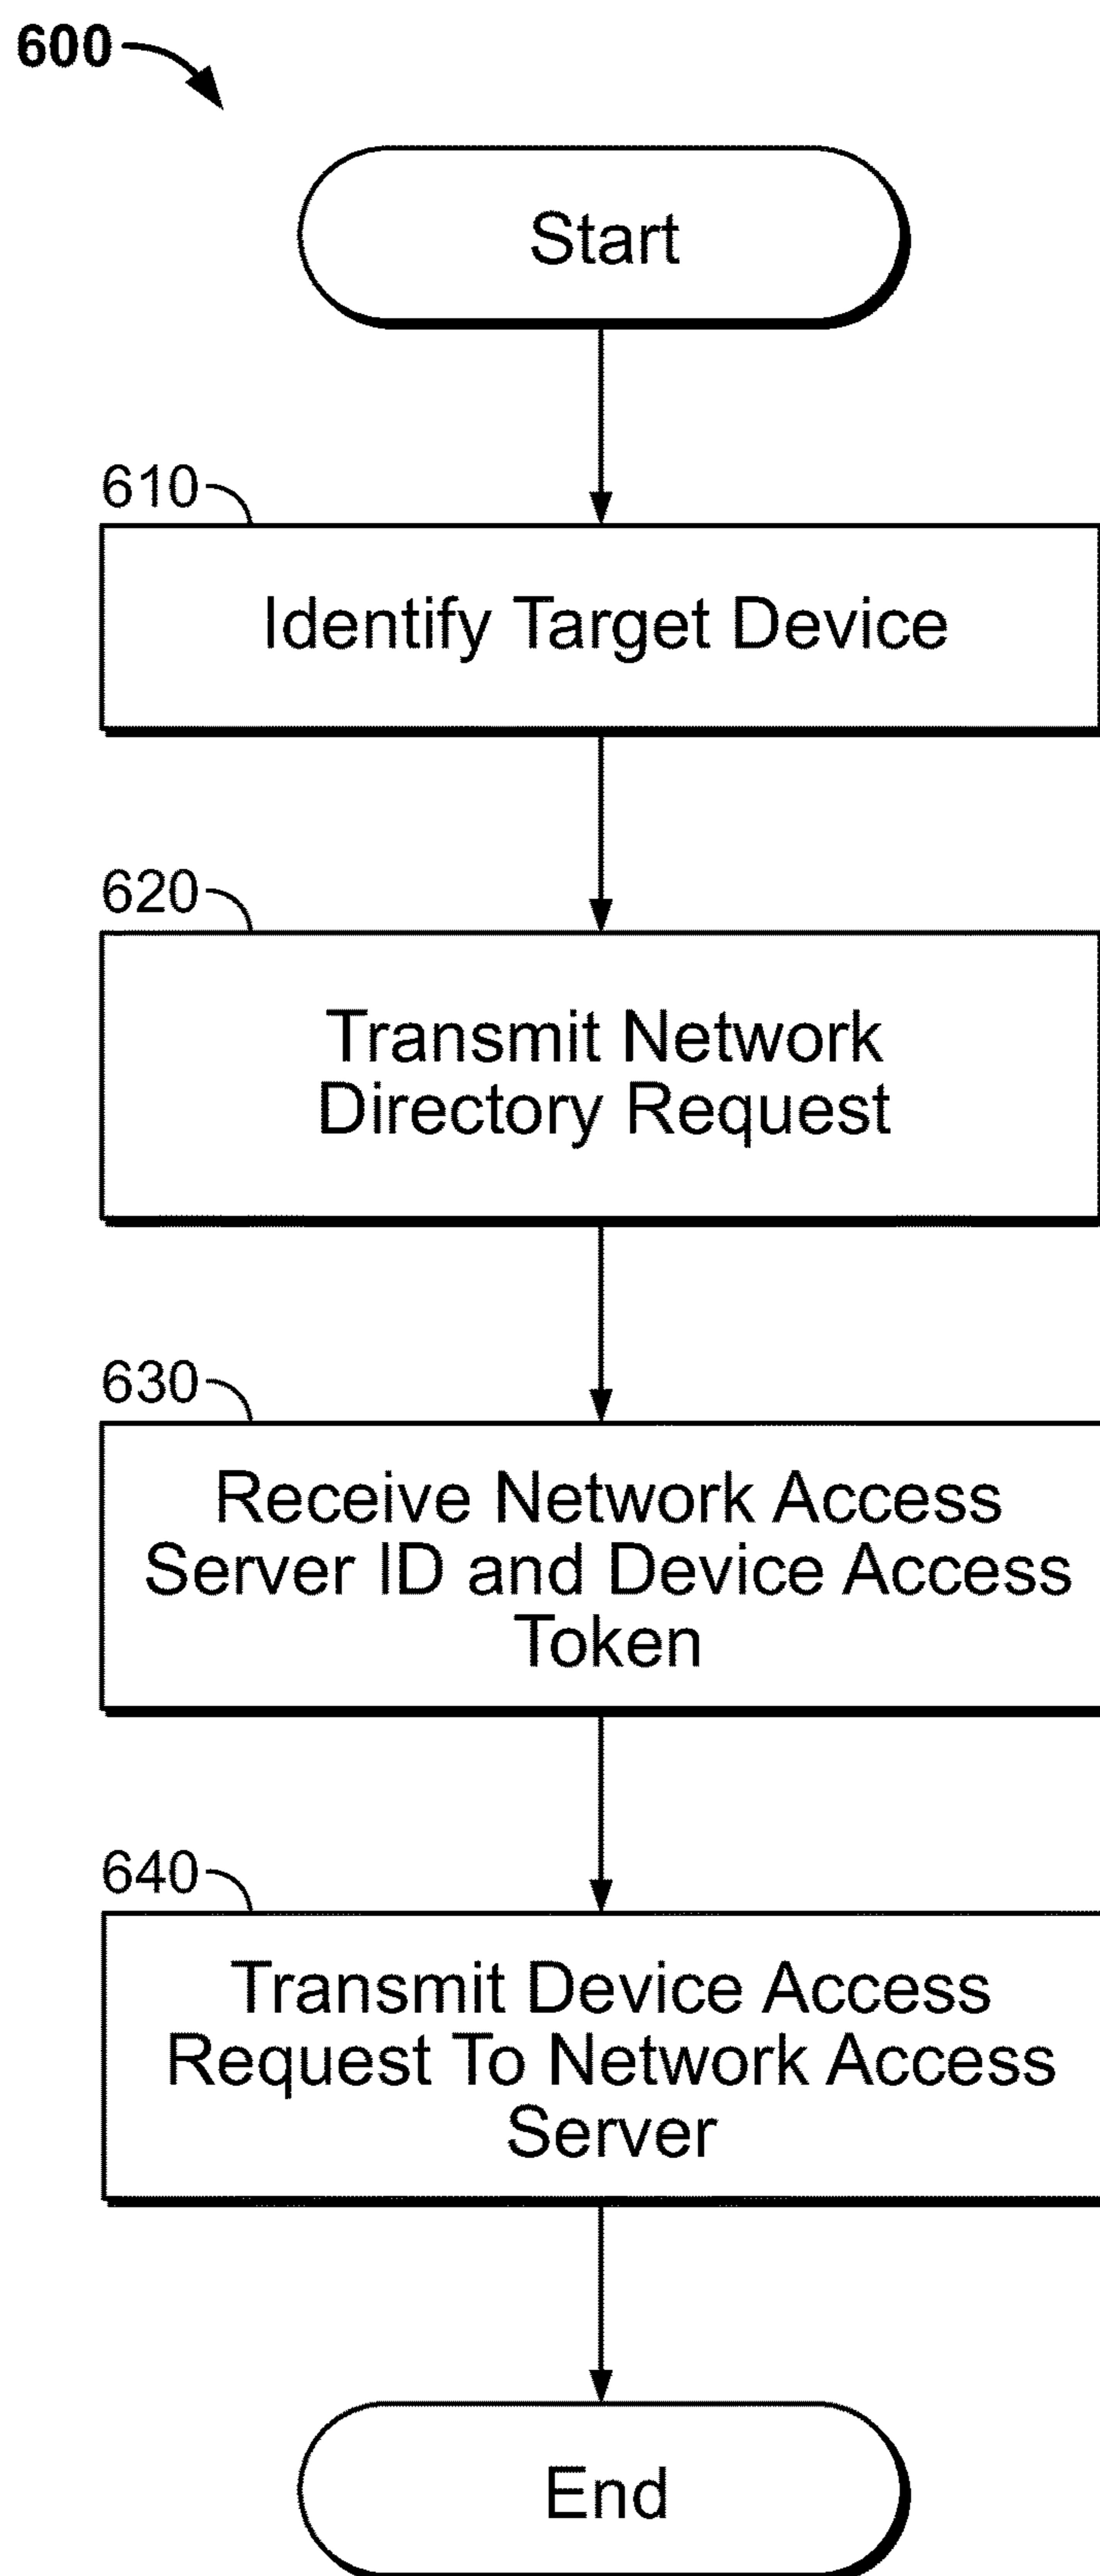 600
Start
610
Identify Target Device
620
Transmit Network
Directory Request
630
Receive Network Access
Server ID and Device Access
Token
640
Transmit Device Access
Request To Network Access
Server
End